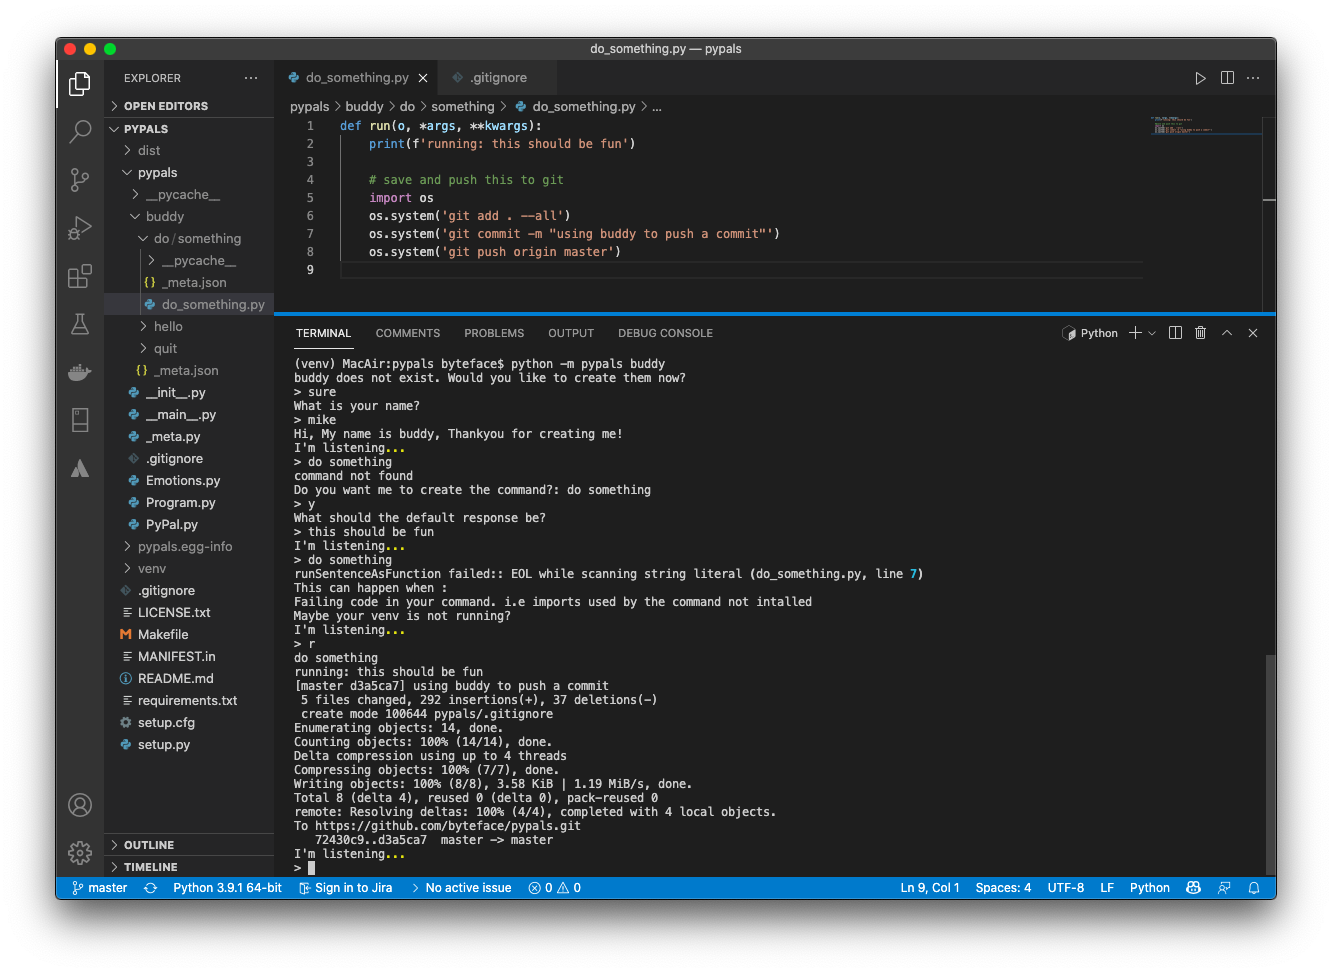 do_something.py — pypals
EXPLORER
OPEN EDITORS
PYPALS
dist
pypals
__pycache__
buddy
do / something
__pycache__
{} _meta.json
do_something.py
hello
quit
{} _meta.json
__init__.py
__main__.py
_meta.py
.gitignore
Emotions.py
Program.py
PyPal.py
pypals.egg-info
venv
.gitignore
LICENSE.txt
Makefile
MANIFEST.in
README.md
requirements.txt
setup.cfg
setup.py
OUTLINE
TIMELINE
do_something.py
.gitignore
pypals > buddy > do > something > do_something.py > ...
1 def run(o, *args, **kwargs):
2 print(f'running: this should be fun')
3
4 # save and push this to git
5 import os
6 os.system('git add . --all')
7 os.system('git commit -m "using buddy to push a commit"')
8 os.system('git push origin master')
9
TERMINAL COMMENTS PROBLEMS OUTPUT DEBUG CONSOLE Python
(venv) MacAir:pypals byteface$ python -m pypals buddy
buddy does not exist. Would you like to create them now?
> sure
What is your name?
> mike
Hi, My name is buddy, Thankyou for creating me!
I'm listening...
> do something
command not found
Do you want me to create the command?: do something
> y
What should the default response be?
> this should be fun
I'm listening...
> do something
runSentenceAsFunction failed:: EOL while scanning string literal (do_something.py, line 7)
This can happen when :
Failing code in your command. i.e imports used by the command not intalled
Maybe your venv is not running?
I'm listening...
> r
do something
running: this should be fun
[master d3a5ca7] using buddy to push a commit
5 files changed, 292 insertions(+), 37 deletions(-)
create mode 100644 pypals/.gitignore
Enumerating objects: 14, done.
Counting objects: 100% (14/14), done.
Delta compression using up to 4 threads
Compressing objects: 100% (7/7), done.
Writing objects: 100% (8/8), 3.58 KiB | 1.19 MiB/s, done.
Total 8 (delta 4), reused 0 (delta 0), pack-reused 0
remote: Resolving deltas: 100% (4/4), completed with 4 local objects.
To https://github.com/byteface/pypals.git
72430c9..d3a5ca7 master -> master
I'm listening...
>
master Python 3.9.1 64-bit Sign in to Jira No active issue 0 0 Ln 9, Col 1 Spaces: 4 UTF-8 LF Python